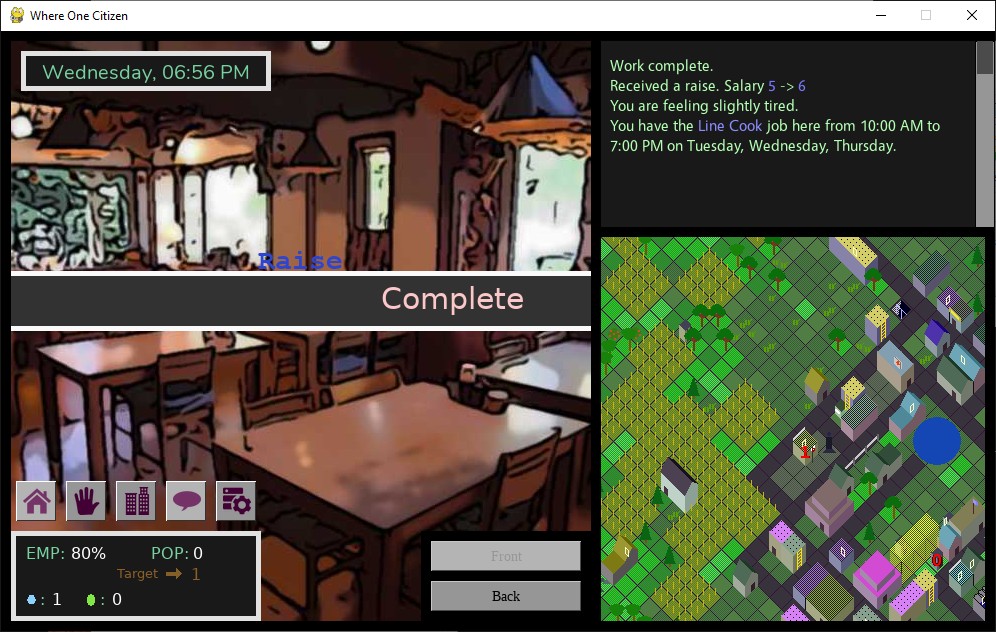 Where One Citizen
Wednesday, 06:56 PM
Raise
Complete
EMP: 80% POP: 0
Target 1
: 1 : 0
Front
Back
Work complete.
Received a raise. Salary 5 -> 6
You are feeling slightly tired.
You have the Line Cook job here from 10:00 AM to
7:00 PM on Tuesday, Wednesday, Thursday.
1
0